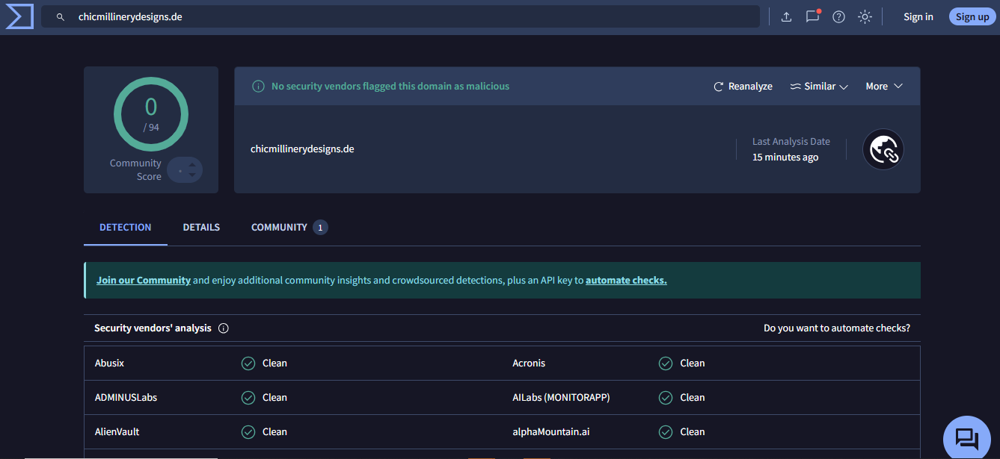 chicmillinerydesigns.de
Sign in
Sign up
0
/ 94
Community
Score
No security vendors flagged this domain as malicious
Reanalyze
Similar
More
chicmillinerydesigns.de
Last Analysis Date
15 minutes ago
DETECTION
DETAILS
COMMUNITY 1
Join our Community and enjoy additional community insights and crowdsourced detections, plus an API key to automate checks.
Security vendors' analysis
Do you want to automate checks?
Abusix Clean Acronis Clean
ADMINUSLabs Clean AILabs (MONITORAPP) Clean
AlienVault Clean alphaMountain.ai Clean